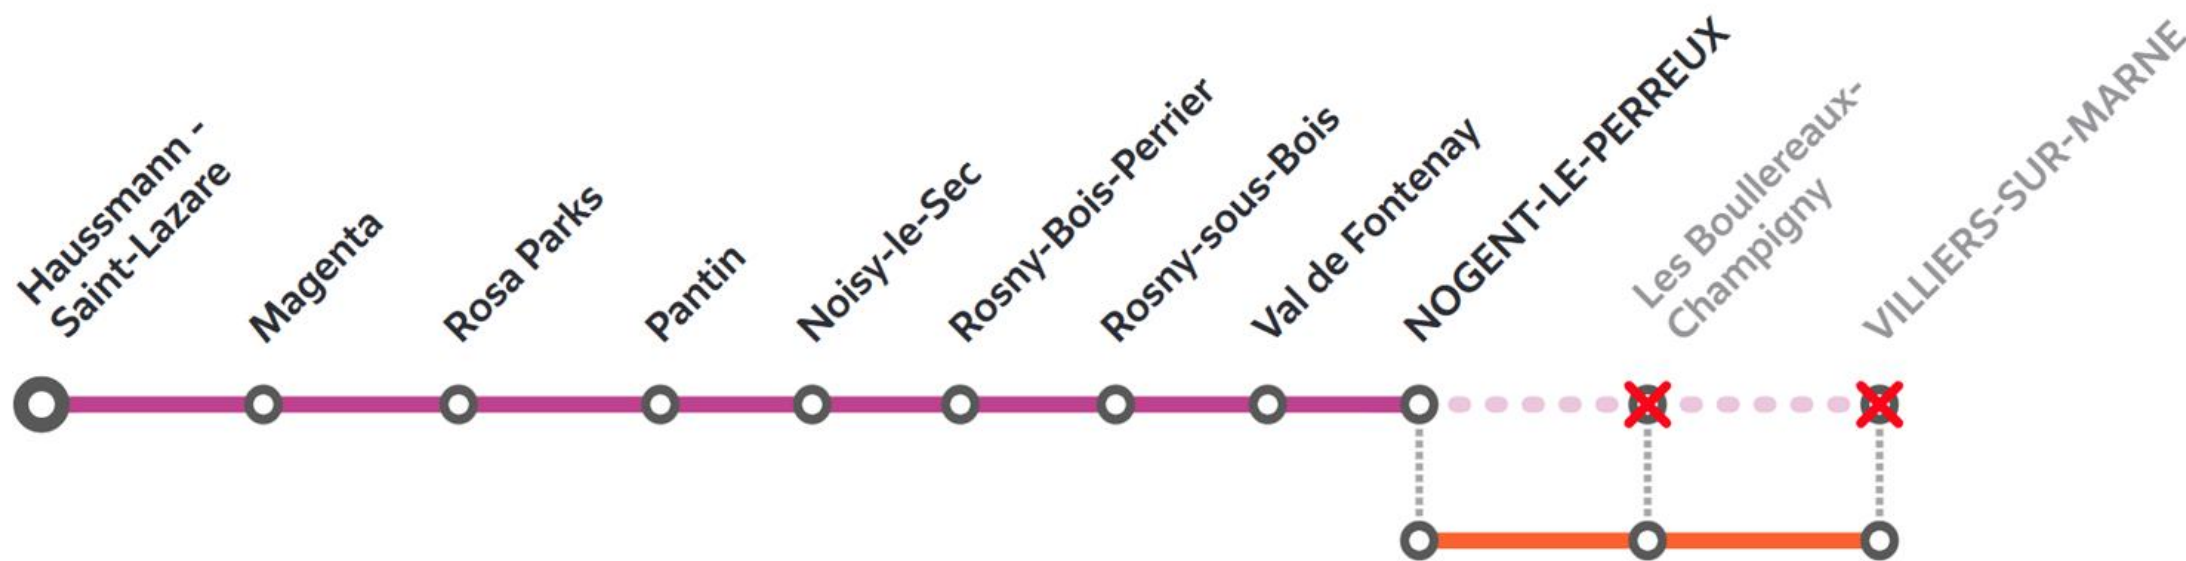 Haussmann -
Saint-Lazare
Magenta
Rosa Parks
Pantin
Noisy-le-Sec
Rosny-Bois-Perrier
Rosny-sous-Bois
Val de Fontenay
NOGENT-LE-PERREUX
Les Boullereaux-
Champigny
VILLIERS-SUR-MARNE